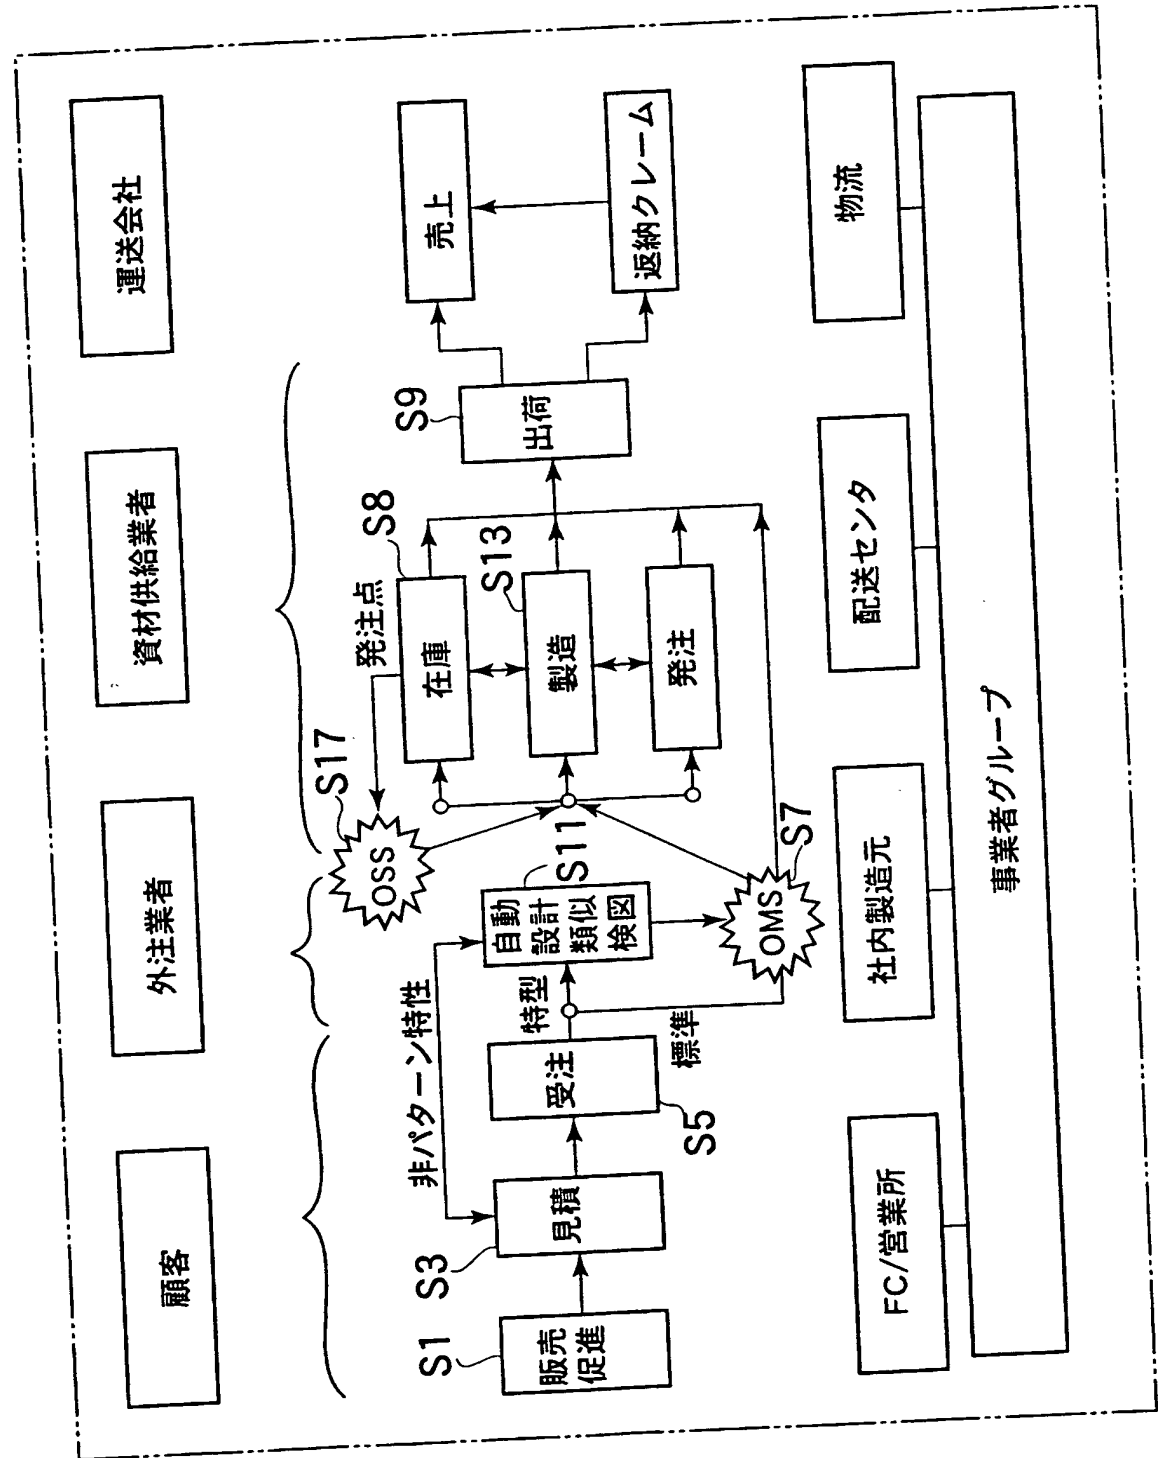 顧客
外注業者
資材供給業者
運送会社
S1
販売
促進
S3
見積
非パターン特性
受注
S5
特型
標準
自動
設計
類似
検図
S11
OSS
S17
OMS
S7
発注点
在庫
S8
製造
S13
発注
出荷
S9
売上
返納クレーム
FC/営業所
社内製造元
配送センタ
物流
事業者グループ